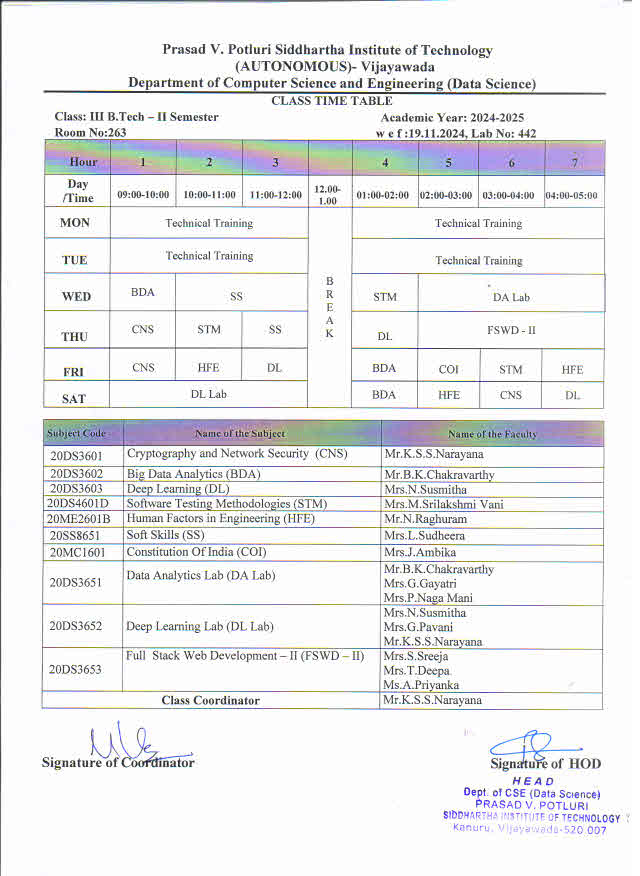 Prasad V. Potluri Siddhartha Institute of Technology
(AUTONOMOUS)- Vijayawada
Department of Computer Science and Engineering (Data Science)
CLASS TIME TABLE
Class: III B.Tech – II Semester Academic Year: 2024-2025
Room No:263 w e f :19.11.2024, Lab No: 442
Hour 1 2 3 4 5 6 7
Day /Time 09:00-10:00 10:00-11:00 11:00-12:00 12.00-1.00 01:00-02:00 02:00-03:00 03:00-04:00 04:00-05:00
MON Technical Training Technical Training
TUE Technical Training Technical Training
BREAK
WED BDA SS STM DA Lab
THU CNS STM SS DL FSWD - II
FRI CNS HFE DL BDA COI STM HFE
SAT DL Lab BDA HFE CNS DL
Subject Code Name of the Subject Name of the Faculty
20DS3601 Cryptography and Network Security (CNS) Mr.K.S.S.Narayana
20DS3602 Big Data Analytics (BDA) Mr.B.K.Chakravarthy
20DS3603 Deep Learning (DL) Mrs.N.Susmitha
20DS4601D Software Testing Methodologies (STM) Mrs.M.Srilakshmi Vani
20ME2601B Human Factors in Engineering (HFE) Mr.N.Raghuram
20SS8651 Soft Skills (SS) Mrs.L.Sudheera
20MC1601 Constitution Of India (COI) Mrs.J.Ambika
20DS3651 Data Analytics Lab (DA Lab) Mr.B.K.Chakravarthy
Mrs.G.Gayatri
Mrs.P.Naga Mani
20DS3652 Deep Learning Lab (DL Lab) Mrs.N.Susmitha
Mrs.G.Pavani
Mr.K.S.S.Narayana
20DS3653 Full Stack Web Development – II (FSWD – II) Mrs.S.Sreeja
Mrs.T.Deepa
Ms.A.Priyanka
Class Coordinator Mr.K.S.S.Narayana
Signature of Coordinator Signature of HOD
HEAD
Dept. of CSE (Data Science)
PRASAD V. POTLURI
SIDDHARTHA INSTITUTE OF TECHNOLOGY
Kanuru, Vijayawada-520 007